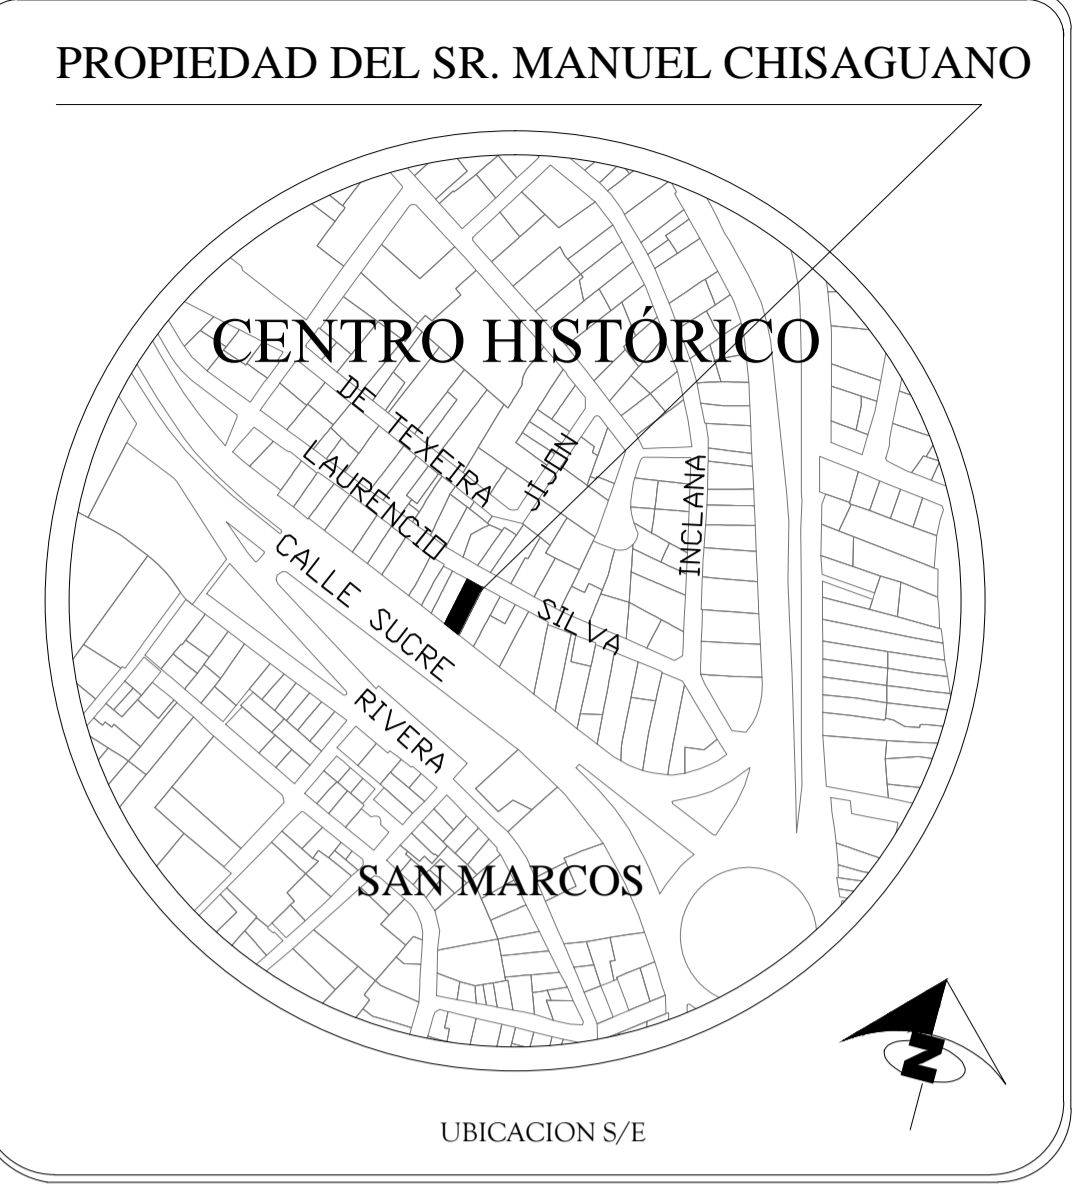 PROPIEDAD DEL SR. MANUEL CHISAGUANO
CENTRO HISTÓRICO
DE TEXEIRA
JIJON
LAURENCIO
INCLANA
CALLE SUCRE
SILVA
RIVERA
SAN MARCOS
N
UBICACION S/E